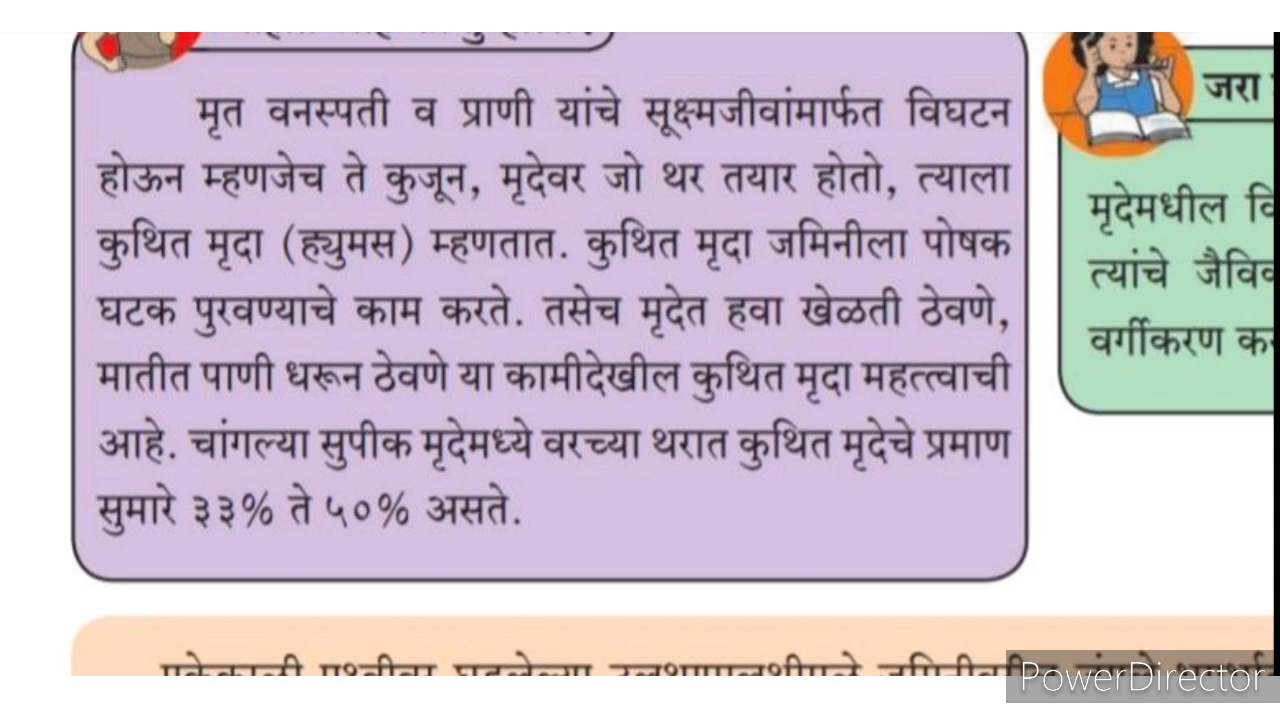 मृत वनस्पती व प्राणी यांचे सूक्ष्मजीवांमार्फत विघटन
होऊन म्हणजेच ते कुजून, मृदेवर जो थर तयार होतो, त्याला
कुथित मृदा (ह्युमस) म्हणतात. कुथित मृदा जमिनीला पोषक
घटक पुरवण्याचे काम करते. तसेच मृदेत हवा खेळती ठेवणे,
मातीत पाणी धरून ठेवणे या कामीदेखील कुथित मृदा महत्त्वाची
आहे. चांगल्या सुपीक मृदेमध्ये वरच्या थरात कुथित मृदेचे प्रमाण
सुमारे ३३% ते ५०% असते.
जरा
मृदेमधील
त्यांचे
वर्गीकरण
PowerDirector